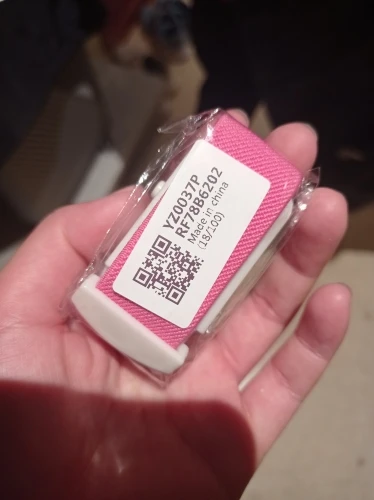 YZ0037P
RF78B6202
Made in china
(18/100)